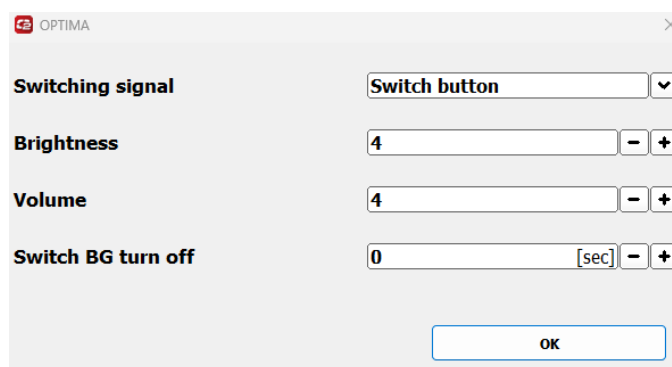 OPTIMA
Switching signal Switch button
Brightness 4
Volume 4
Switch BG turn off 0 [sec]
OK